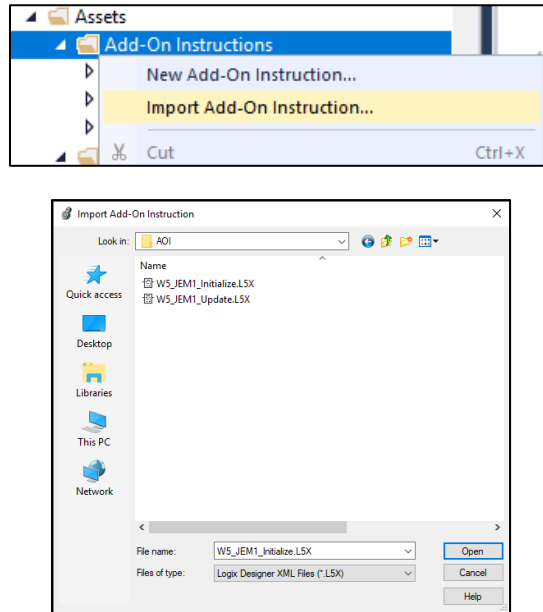 Assets
Add-On Instructions
New Add-On Instruction...
Import Add-On Instruction...
Cut Ctrl+X
Import Add-On Instruction
Look in: AOI
Name
Quick access
W5_JEM1_Initialize.L5X
W5_JEM1_Update.L5X
Desktop
Libraries
This PC
Network
File name: W5_JEM1_Initialize.L5X Open
Files of type: Logix Designer XML Files (*.L5X) Cancel
Help